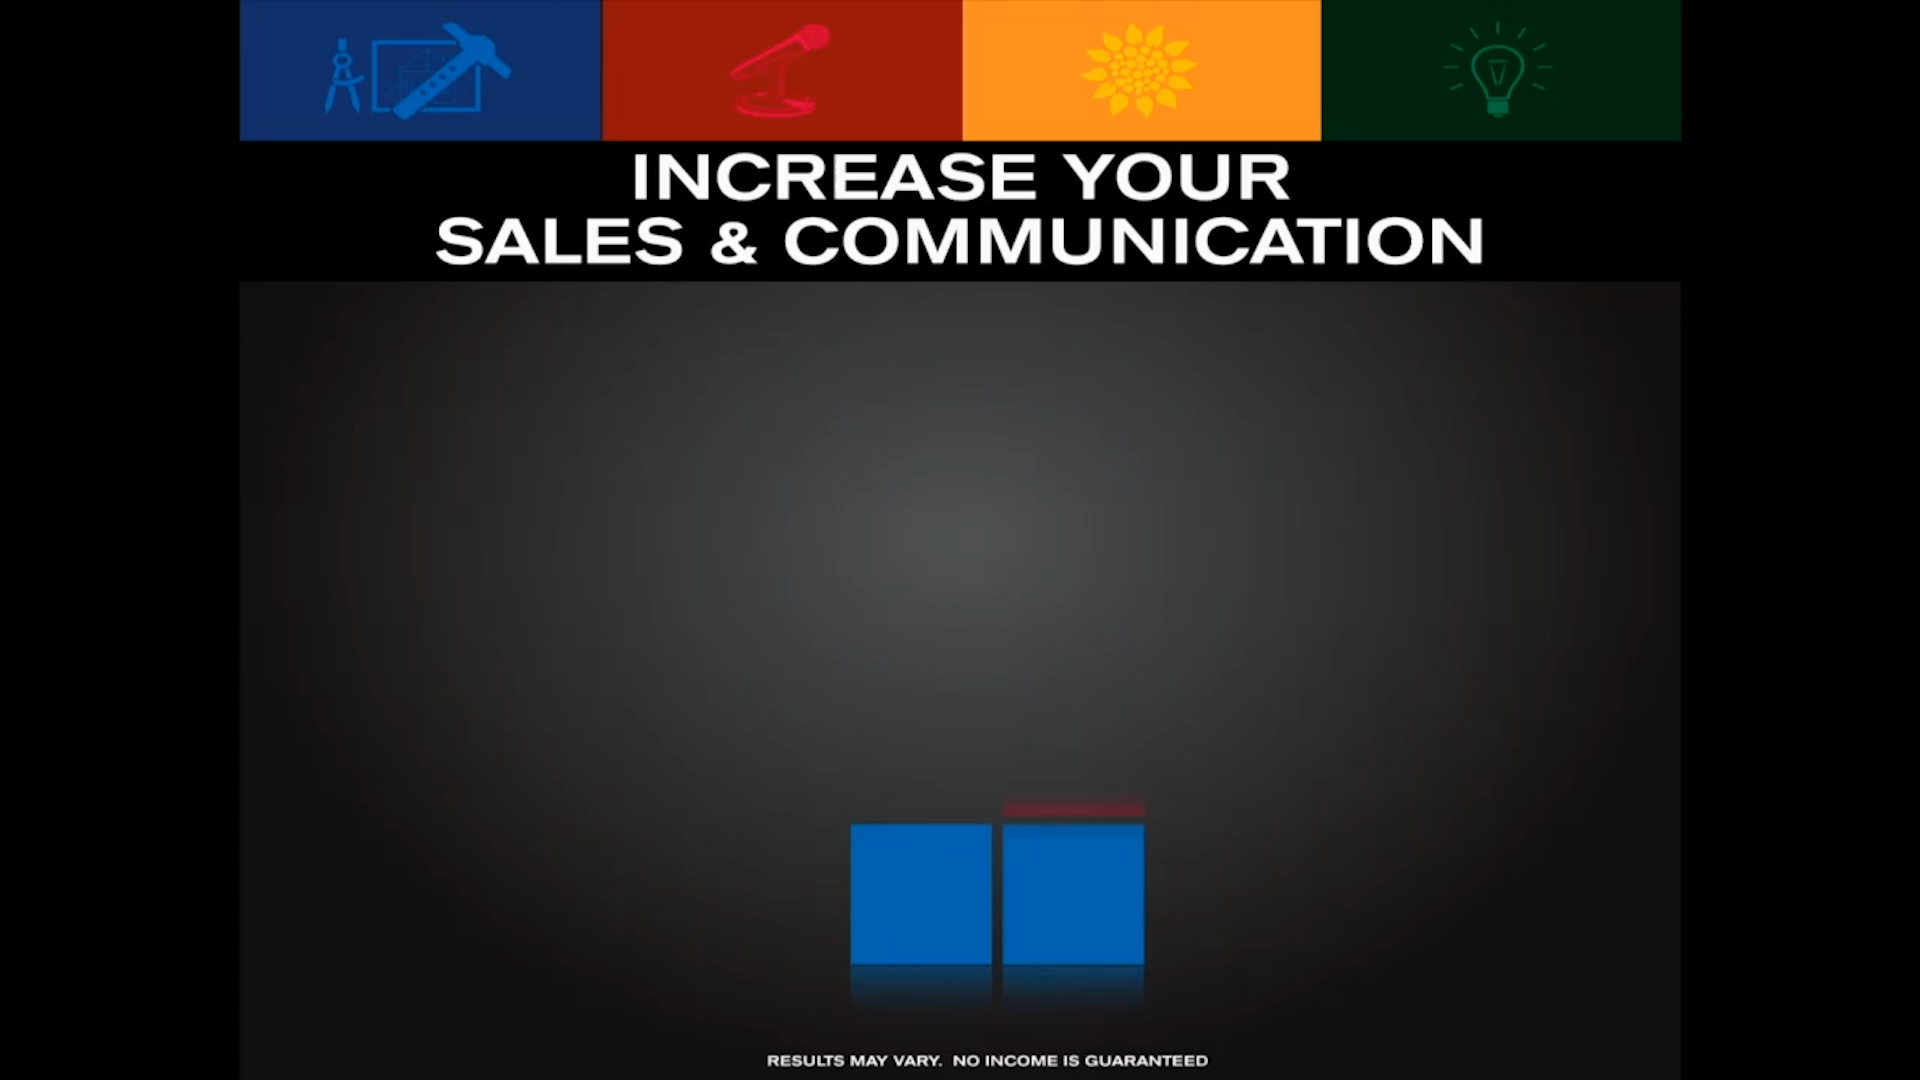 INCREASE YOUR
SALES & COMMUNICATION
RESULTS MAY VARY. NO INCOME IS GUARANTEED